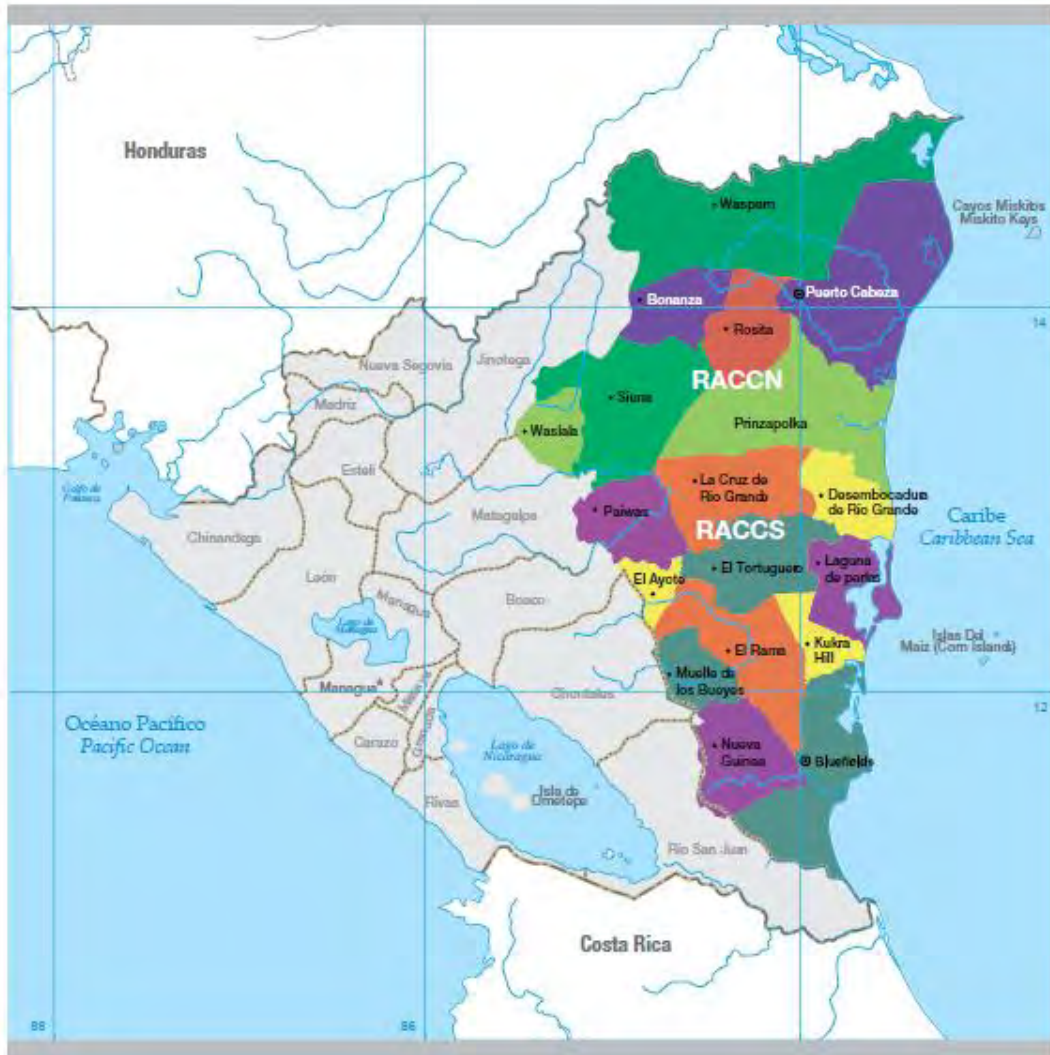 Honduras
Waspam
Cayos Miskitos
Miskito Kays
Bonanza
Puerto Cabeza
14
Rosita
Nueva Segovia
Jinotega
RACCN
Madriz
Siuna
Prinzapolka
Waslala
Estelí
La Cruz de
Rio Grande
Desembocadura
de Rio Grande
Golfo de
Paiwas
Matagalpa
Caribe
Caribbean Sea
Chinandega
RACCS
El Tortuguero
Laguna
de perlas
León
El Ayote
Boaco
Managua
Lago de
Managua
Islas Del
Maiz (Corn Islands)
Kukra
Hill
El Rama
Muelle de
los Bueyes
Managua
Masaya
Chontales
12
Océano Pacífico
Pacific Ocean
Granada
Carazo
Lago de
Nicaragua
Nueva
Guinea
Bluefields
Isla de
Ometepe
Rivas
Río San Juan
Costa Rica
88
86